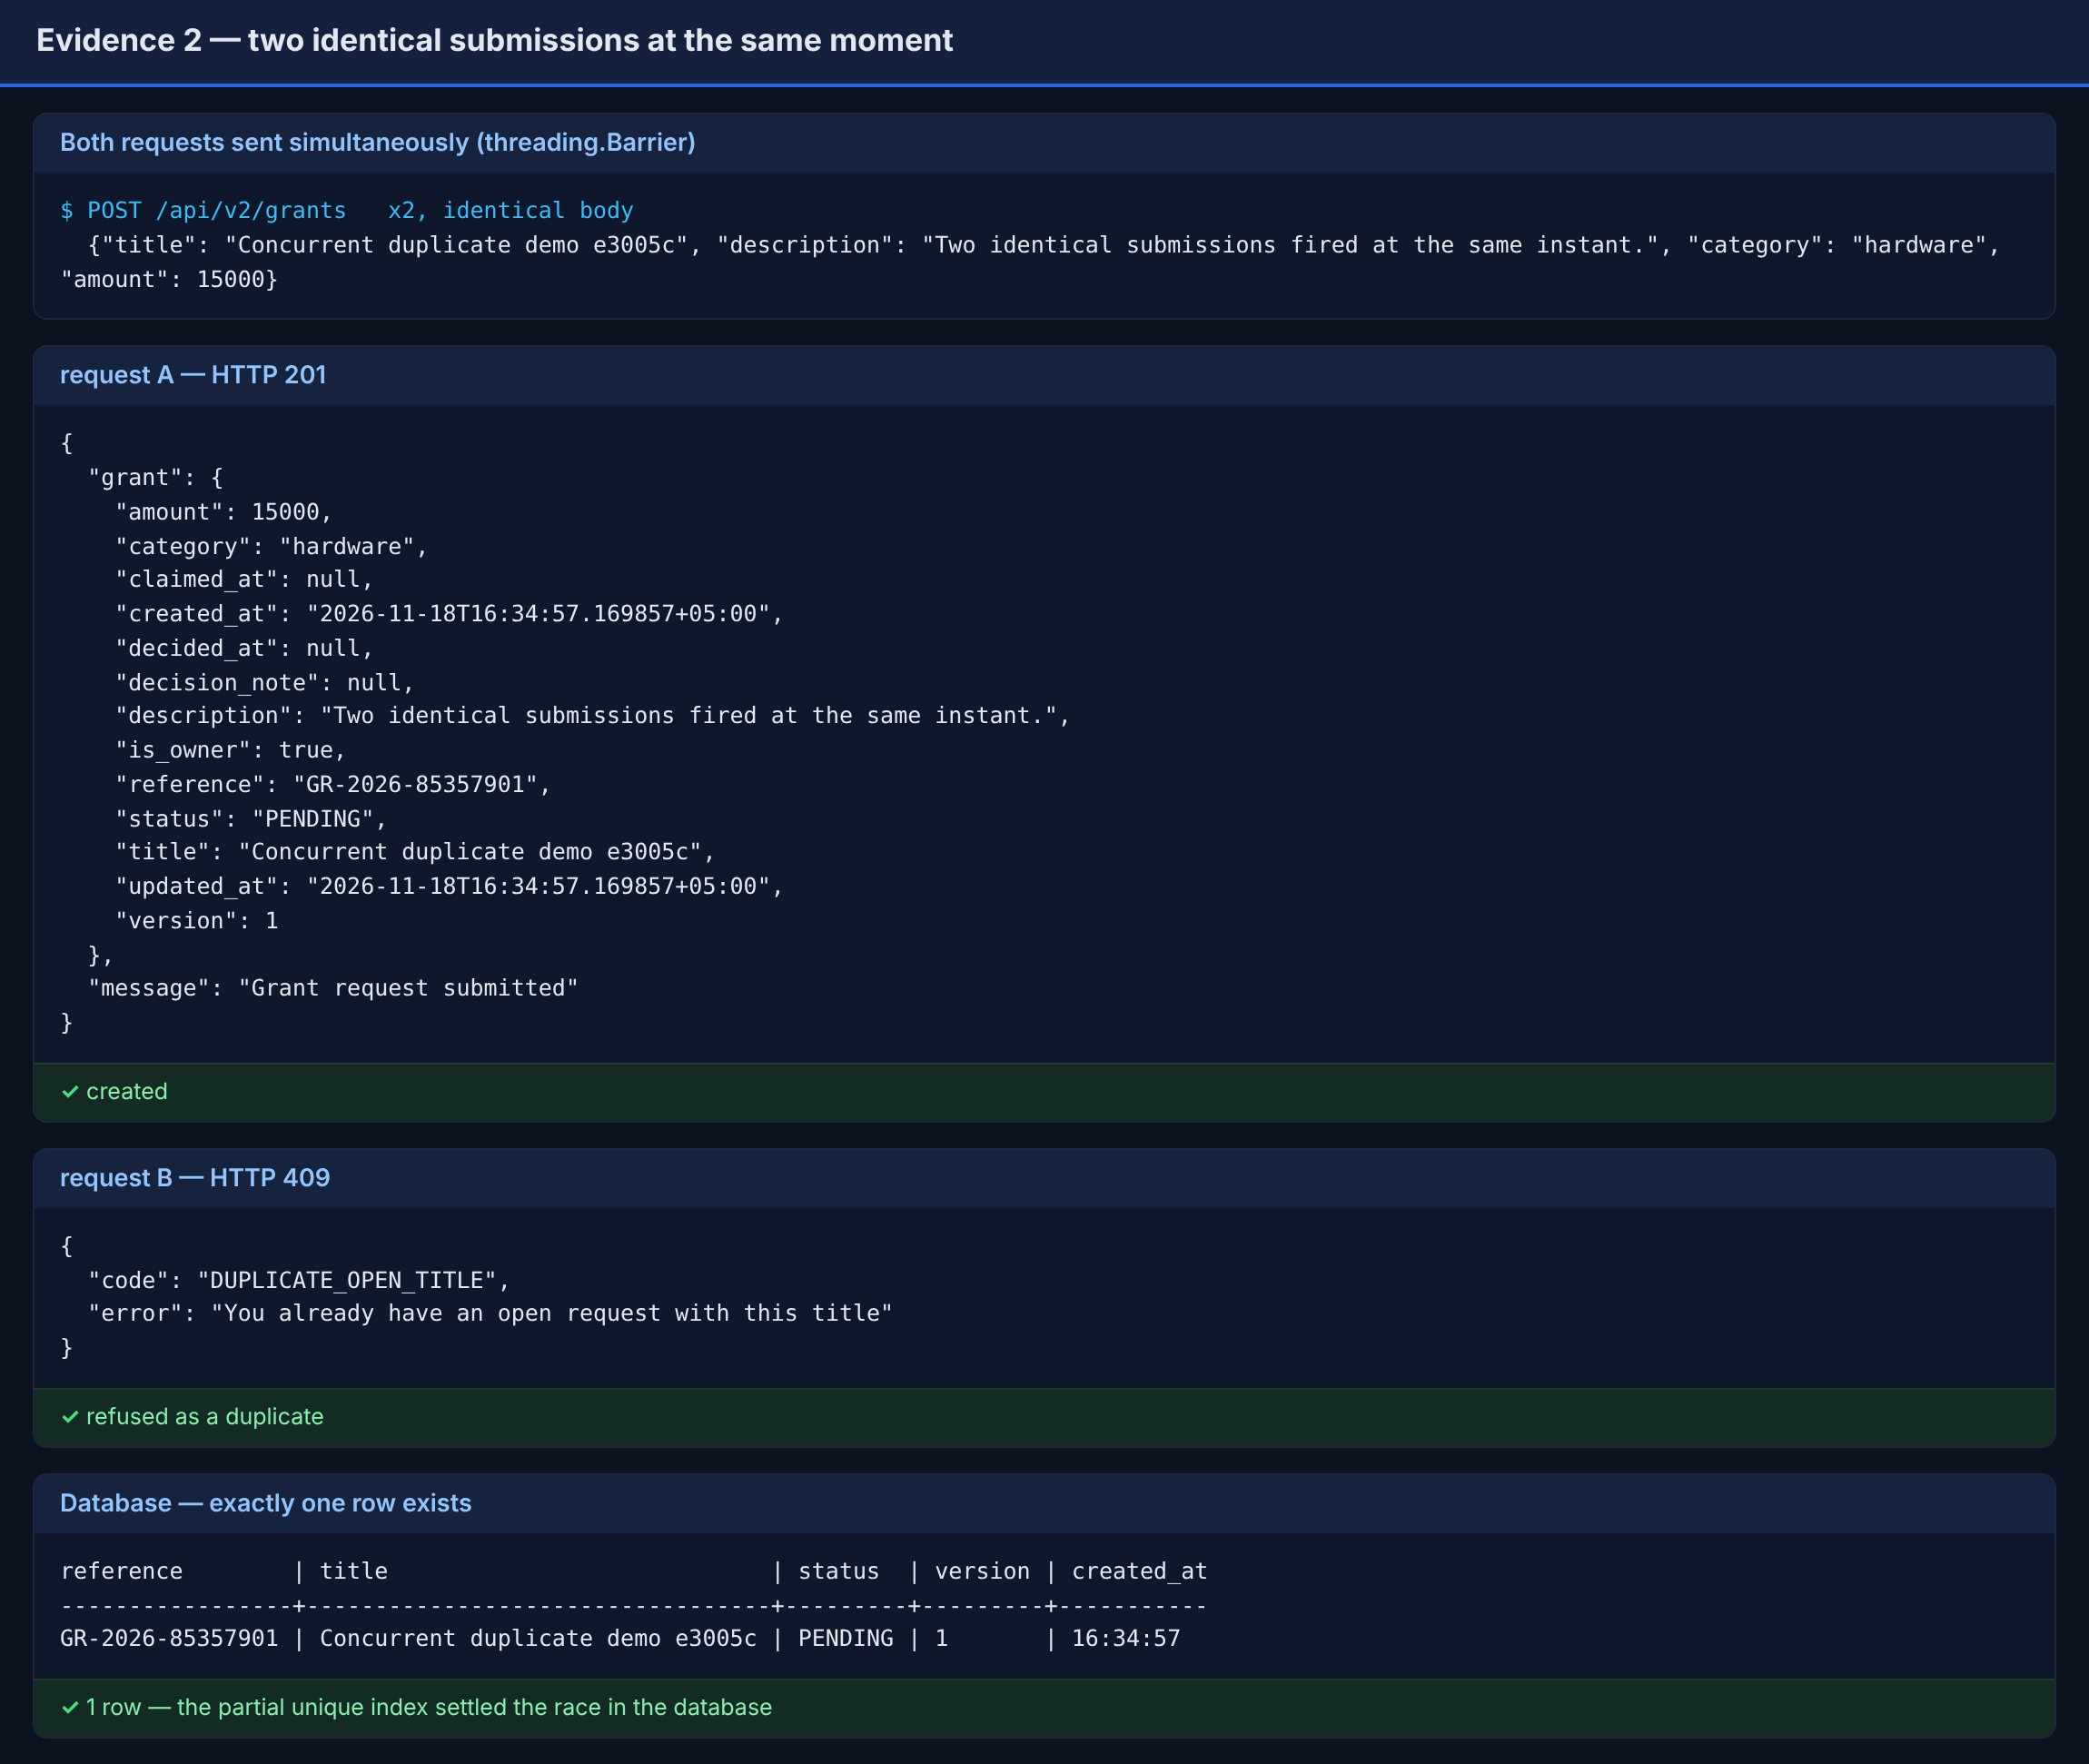 Evidence 2 — two identical submissions at the same moment
Both requests sent simultaneously (threading.Barrier)
$ POST /api/v2/grants   x2, identical body
  {"title": "Concurrent duplicate demo e3005c", "description": "Two identical submissions fired at the same instant.", "category": "hardware",
"amount": 15000}
request A — HTTP 201
{
  "grant": {
    "amount": 15000,
    "category": "hardware",
    "claimed_at": null,
    "created_at": "2026-11-18T16:34:57.169857+05:00",
    "decided_at": null,
    "decision_note": null,
    "description": "Two identical submissions fired at the same instant.",
    "is_owner": true,
    "reference": "GR-2026-85357901",
    "status": "PENDING",
    "title": "Concurrent duplicate demo e3005c",
    "updated_at": "2026-11-18T16:34:57.169857+05:00",
    "version": 1
  },
  "message": "Grant request submitted"
}
✓ created
request B — HTTP 409
{
  "code": "DUPLICATE_OPEN_TITLE",
  "error": "You already have an open request with this title"
}
✓ refused as a duplicate
Database — exactly one row exists
reference        | title                            | status  | version | created_at
-----------------+----------------------------------+---------+---------+-----------
GR-2026-85357901 | Concurrent duplicate demo e3005c | PENDING | 1       | 16:34:57
✓ 1 row — the partial unique index settled the race in the database